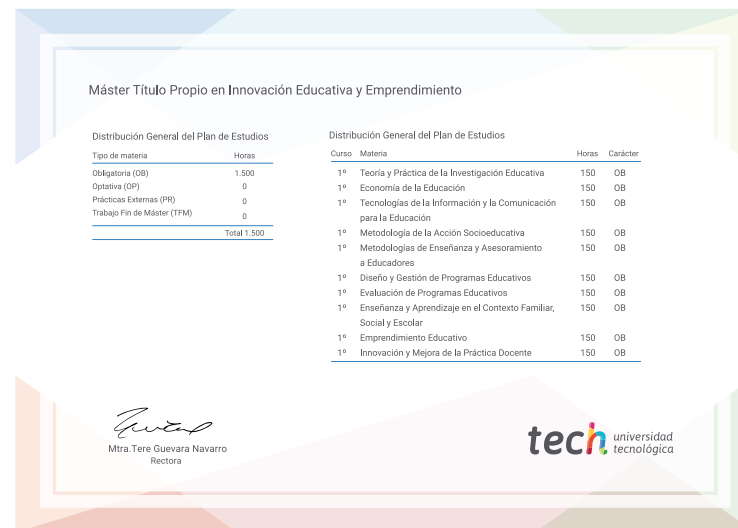 Máster Título Propio en Innovación Educativa y Emprendimiento
Distribución General del Plan de Estudios
Tipo de materia Horas
Obligatoria (OB) 1.500
Optativa (OP) 0
Prácticas Externas (PR) 0
Trabajo Fin de Máster (TFM) 0
Total 1.500
Distribución General del Plan de Estudios
Curso Materia Horas Carácter
1º Teoría y Práctica de la Investigación Educativa 150 OB
1º Economía de la Educación 150 OB
1º Tecnologías de la Información y la Comunicación 150 OB
para la Educación
1º Metodología de la Acción Socioeducativa 150 OB
1º Metodologías de Enseñanza y Asesoramiento 150 OB
a Educadores
1º Diseño y Gestión de Programas Educativos 150 OB
1º Evaluación de Programas Educativos 150 OB
1º Enseñanza y Aprendizaje en el Contexto Familiar, 150 OB
Social y Escolar
1º Emprendimiento Educativo 150 OB
1º Innovación y Mejora de la Práctica Docente 150 OB
Mtra.Tere Guevara Navarro
Rectora
tech universidad
tecnológica